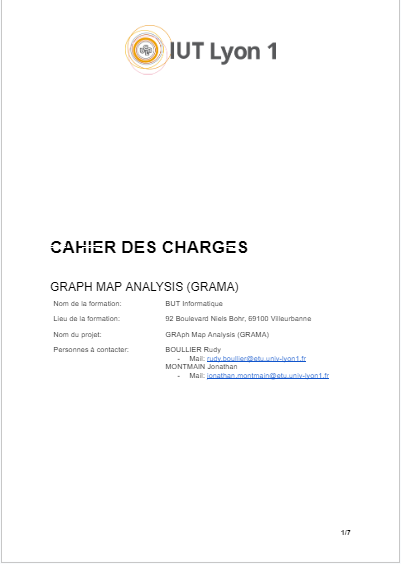 IUT Lyon 1
CAHIER DES CHARGES
GRAPH MAP ANALYSIS (GRAMA)
Nom de la formation: BUT Informatique
Lieu de la formation: 92 Boulevard Niels Bohr, 69100 Villeurbanne
Nom du projet: GRAph Map Analysis (GRAMA)
Personnes à contacter: BOULLIER Rudy
- Mail: rudy.boullier@etu.univ-lyon1.fr
MONTMAIN Jonathan
- Mail: jonathan.montmain@etu.univ-lyon1.fr
1/7